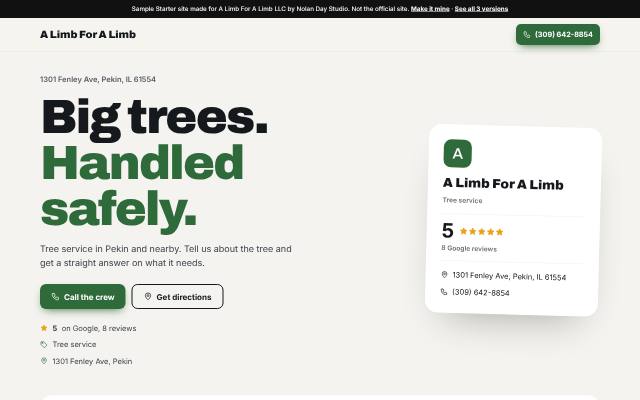 Sample Starter site made for A Limb For A Limb LLC by Nolan Day Studio. Not the official site. Make it mine · See all 3 versions
A Limb For A Limb
(309) 642-8854
1301 Fenley Ave, Pekin, IL 61554
Big trees.
Handled
safely.
Tree service in Pekin and nearby. Tell us about the tree and
get a straight answer on what it needs.
Call the crew
Get directions
5 on Google, 8 reviews
Tree service
1301 Fenley Ave, Pekin
A
A Limb For A Limb
Tree service
5
8 Google reviews
1301 Fenley Ave, Pekin, IL 61554
(309) 642-8854